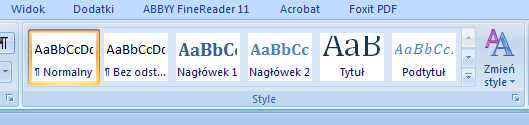 Widok Dodatki ABBYY FineReader 11 Acrobat Foxit PDF
¶
AaBbCcDc AaBbCcDc AaBbCc AaBbCc AaB AaBbCc.
¶ Normalny ¶ Bez odst... Nagłówek 1 Nagłówek 2 Tytuł Podtytuł
Zmień
style
Style